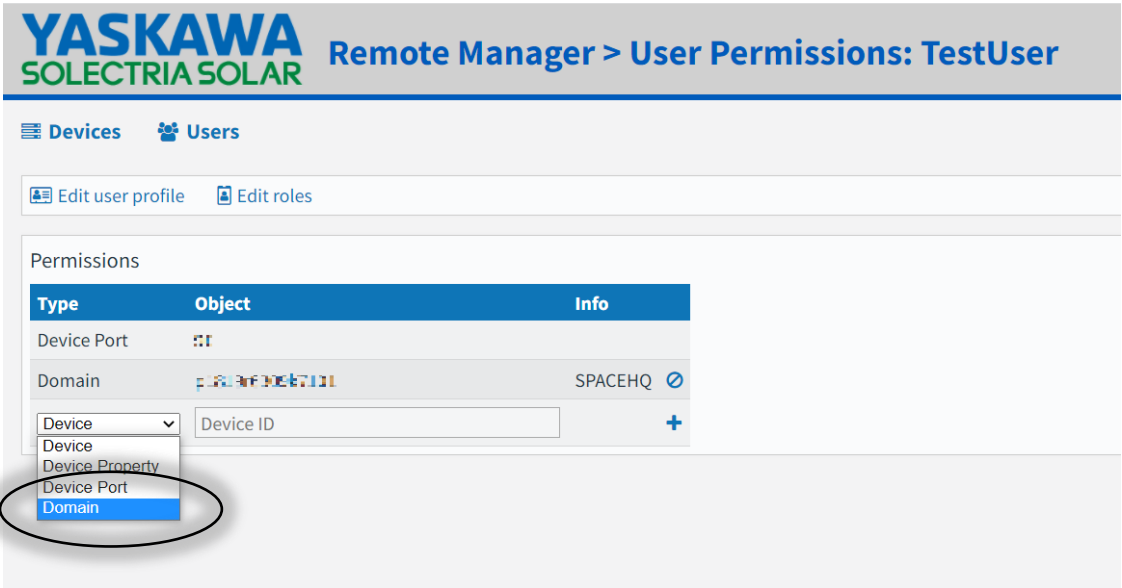 YASKAWA
SOLECTRIA SOLAR
Remote Manager > User Permissions: TestUser
Devices Users
Edit user profile Edit roles
Permissions
Type Object Info
Device Port
Domain SPACEHQ
Device Device ID
Device
Device Property
Device Port
Domain